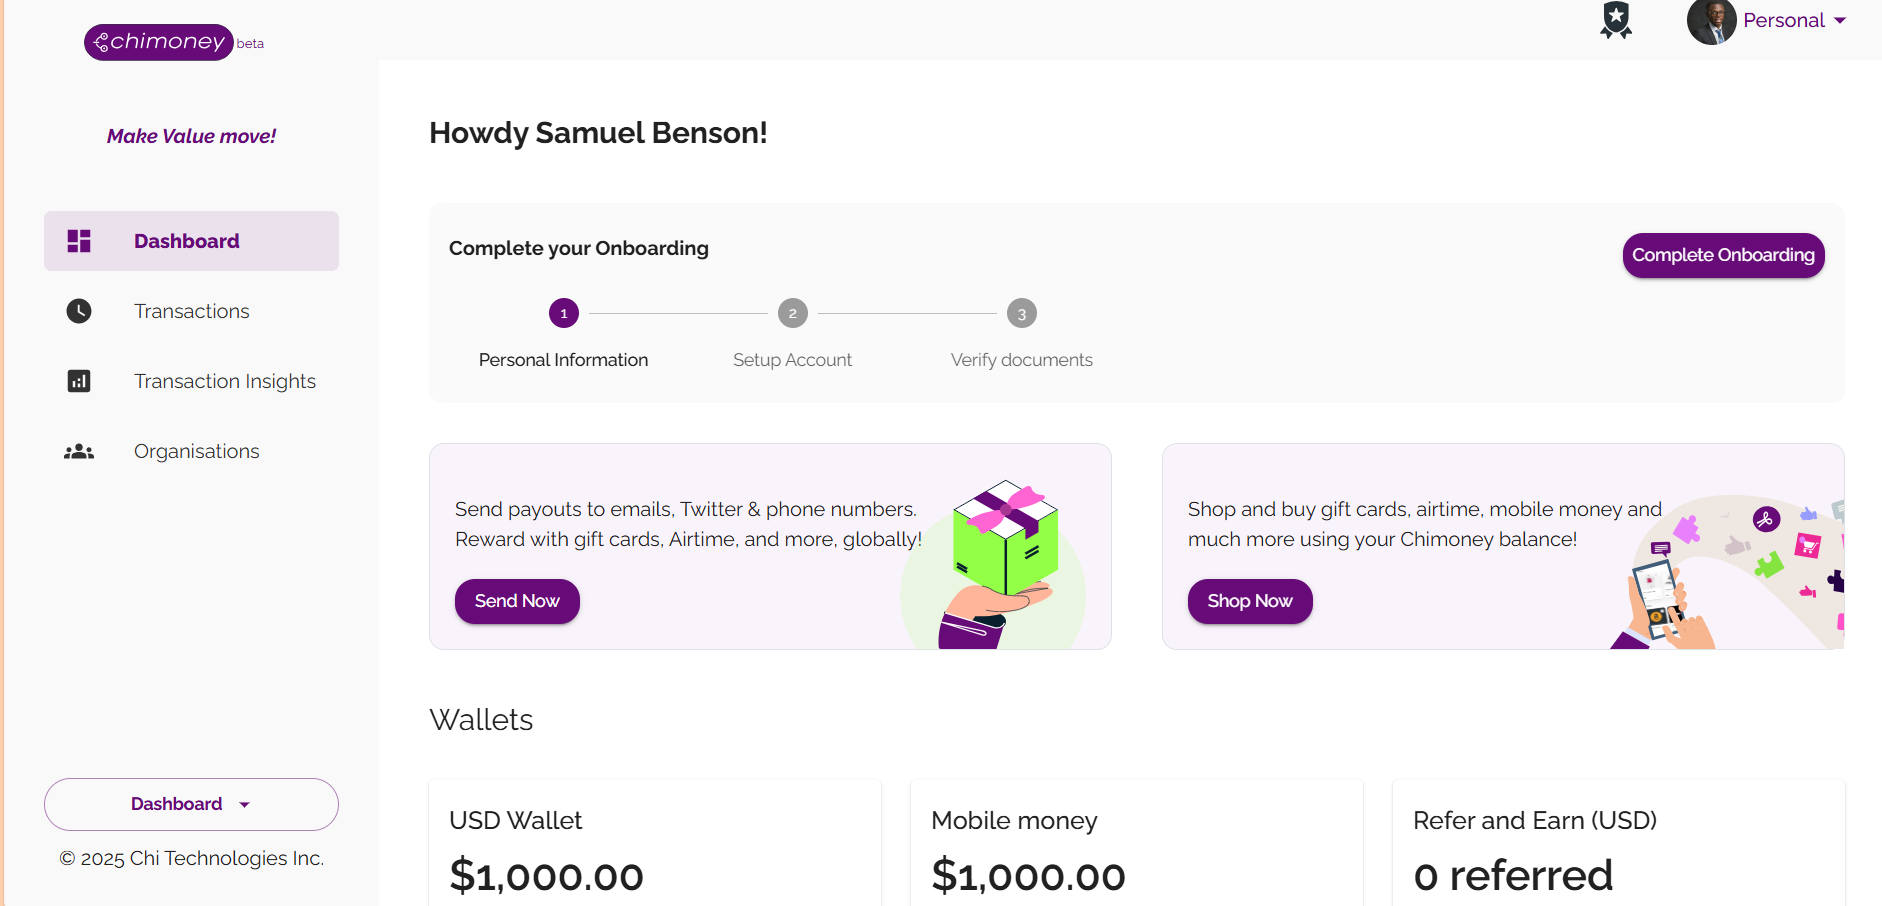 chimoney beta
Personal
Make Value move!
Dashboard
Transactions
Transaction Insights
Organisations
Dashboard
© 2025 Chi Technologies Inc.
Howdy Samuel Benson!
Complete your Onboarding
Complete Onboarding
1
2
3
Personal Information
Setup Account
Verify documents
Send payouts to emails, Twitter & phone numbers.
Reward with gift cards, Airtime, and more, globally!
Send Now
Shop and buy gift cards, airtime, mobile money and
much more using your Chimoney balance!
Shop Now
Wallets
USD Wallet
$1,000.00
Mobile money
$1,000.00
Refer and Earn (USD)
0 referred